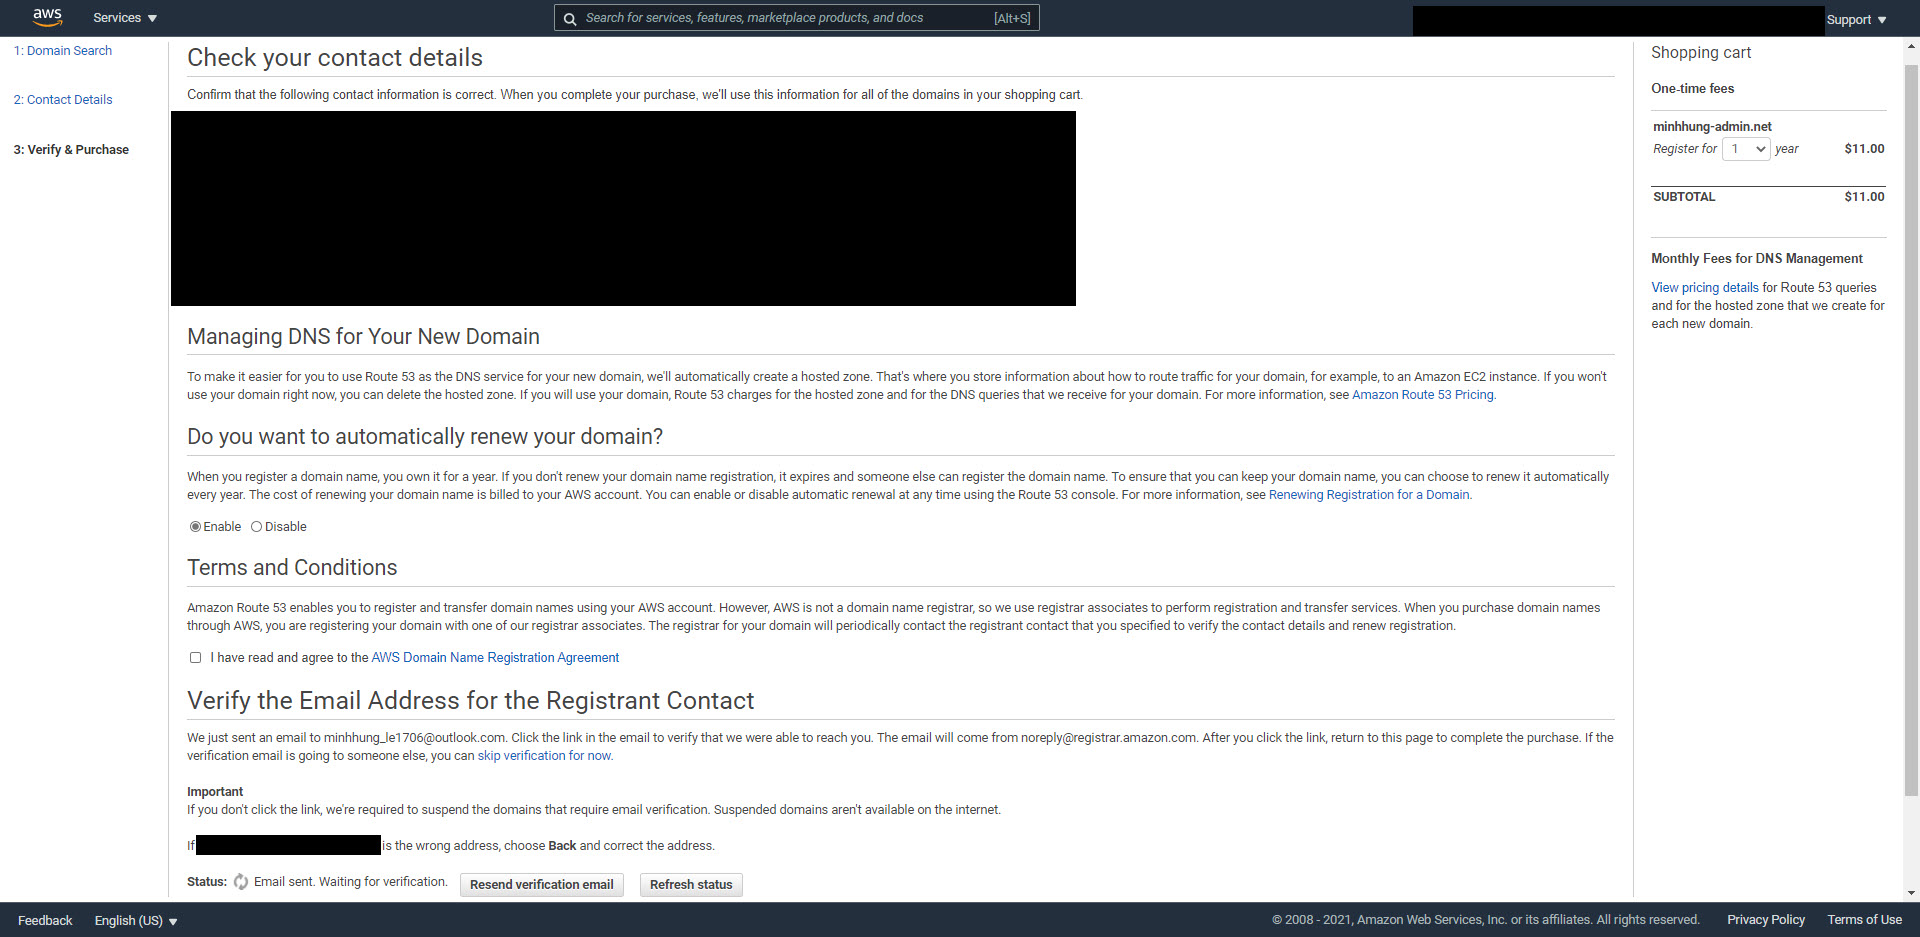 aws
Services
Search for services, features, marketplace products, and docs
[Alt+S]
Support
1: Domain Search
2: Contact Details
3: Verify & Purchase
Check your contact details
Confirm that the following contact information is correct. When you complete your purchase, we'll use this information for all of the domains in your shopping cart.
Managing DNS for Your New Domain
To make it easier for you to use Route 53 as the DNS service for your new domain, we'll automatically create a hosted zone. That's where you store information about how to route traffic for your domain, for example, to an Amazon EC2 instance. If you won't
use your domain right now, you can delete the hosted zone. If you will use your domain, Route 53 charges for the hosted zone and for the DNS queries that we receive for your domain. For more information, see Amazon Route 53 Pricing.
Do you want to automatically renew your domain?
When you register a domain name, you own it for a year. If you don't renew your domain name registration, it expires and someone else can register the domain name. To ensure that you can keep your domain name, you can choose to renew it automatically
every year. The cost of renewing your domain name is billed to your AWS account. You can enable or disable automatic renewal at any time using the Route 53 console. For more information, see Renewing Registration for a Domain.
Enable Disable
Terms and Conditions
Amazon Route 53 enables you to register and transfer domain names using your AWS account. However, AWS is not a domain name registrar, so we use registrar associates to perform registration and transfer services. When you purchase domain names
through AWS, you are registering your domain with one of our registrar associates. The registrar for your domain will periodically contact the registrant contact that you specified to verify the contact details and renew registration.
I have read and agree to the AWS Domain Name Registration Agreement
Verify the Email Address for the Registrant Contact
We just sent an email to minhhung_le1706@outlook.com. Click the link in the email to verify that we were able to reach you. The email will come from noreply@registrar.amazon.com. After you click the link, return to this page to complete the purchase. If the
verification email is going to someone else, you can skip verification for now.
Important
If you don't click the link, we're required to suspend the domains that require email verification. Suspended domains aren't available on the internet.
If is the wrong address, choose Back and correct the address.
Status: Email sent. Waiting for verification. Resend verification email Refresh status
Shopping cart
One-time fees
minhhung-admin.net
Register for 1 year $11.00
SUBTOTAL $11.00
Monthly Fees for DNS Management
View pricing details for Route 53 queries
and for the hosted zone that we create for
each new domain.
Feedback English (US) © 2008 - 2021, Amazon Web Services, Inc. or its affiliates. All rights reserved. Privacy Policy Terms of Use